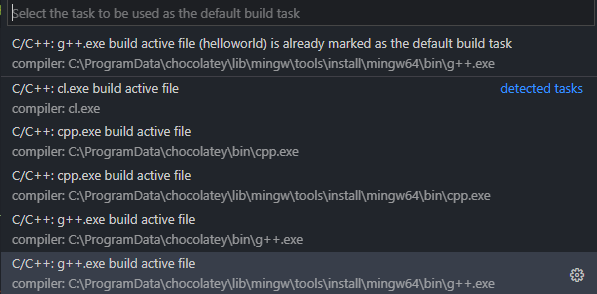 Select the task to be used as the default build task
C/C++: g++.exe build active file (helloworld) is already marked as the default build task
compiler: C:\ProgramData\chocolatey\lib\mingw\tools\install\mingw64\bin\g++.exe
C/C++: cl.exe build active file detected tasks
compiler: cl.exe
C/C++: cpp.exe build active file
compiler: C:\ProgramData\chocolatey\bin\cpp.exe
C/C++: cpp.exe build active file
compiler: C:\ProgramData\chocolatey\lib\mingw\tools\install\mingw64\bin\cpp.exe
C/C++: g++.exe build active file
compiler: C:\ProgramData\chocolatey\bin\g++.exe
C/C++: g++.exe build active file
compiler: C:\ProgramData\chocolatey\lib\mingw\tools\install\mingw64\bin\g++.exe